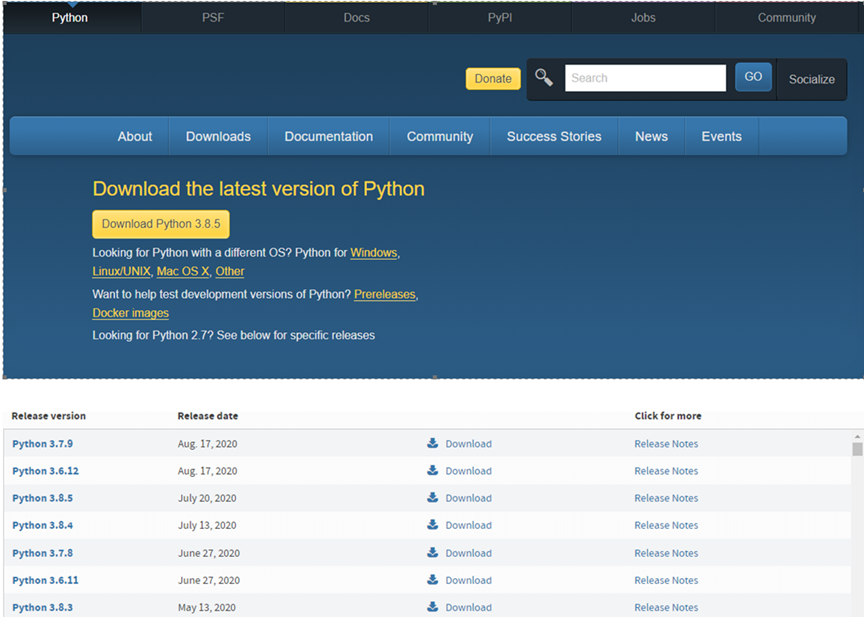 Python PSF Docs PyPI Jobs Community
Donate Search GO Socialize
About Downloads Documentation Community Success Stories News Events
Download the latest version of Python
Download Python 3.8.5
Looking for Python with a different OS? Python for Windows,
Linux/UNIX, Mac OS X, Other
Want to help test development versions of Python? Prereleases,
Docker images
Looking for Python 2.7? See below for specific releases
Release version Release date Click for more
Python 3.7.9 Aug. 17, 2020 Download Release Notes
Python 3.6.12 Aug. 17, 2020 Download Release Notes
Python 3.8.5 July 20, 2020 Download Release Notes
Python 3.8.4 July 13, 2020 Download Release Notes
Python 3.7.8 June 27, 2020 Download Release Notes
Python 3.6.11 June 27, 2020 Download Release Notes
Python 3.8.3 May 13, 2020 Download Release Notes